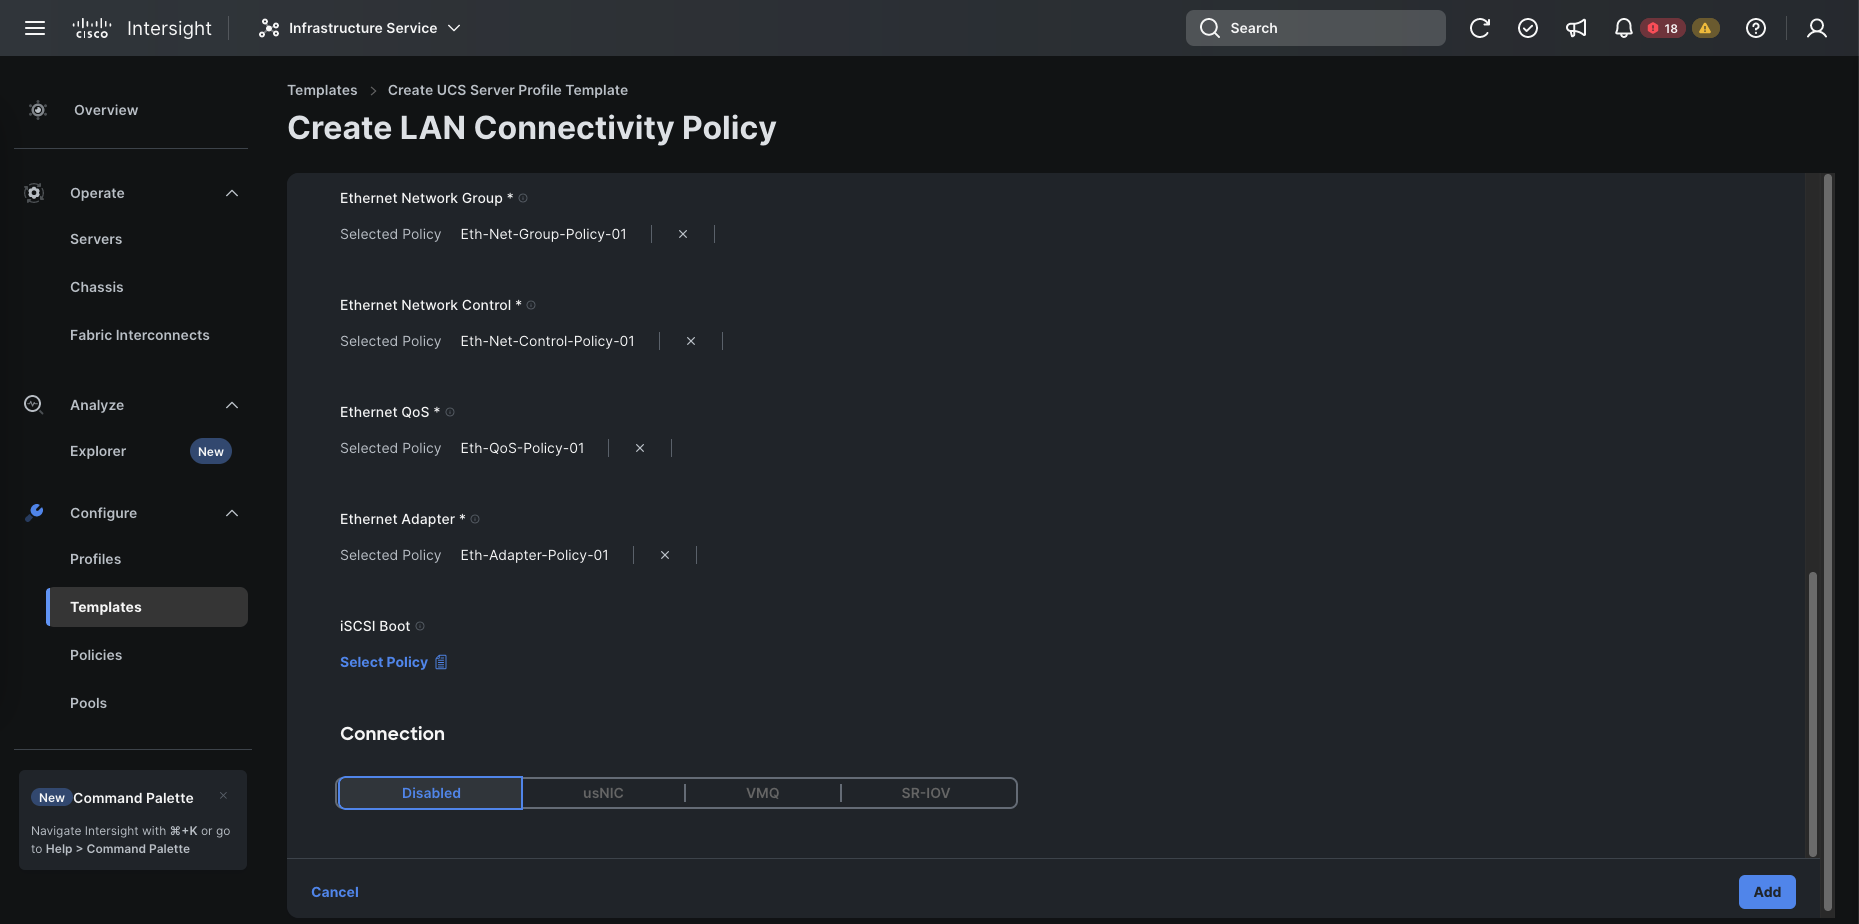 cisco Intersight
Infrastructure Service
Search
18
Overview
Operate
Servers
Chassis
Fabric Interconnects
Analyze
Explorer New
Configure
Profiles
Templates
Policies
Pools
New Command Palette
Navigate Intersight with ⌘+K or go
to Help > Command Palette
Templates > Create UCS Server Profile Template
Create LAN Connectivity Policy
Ethernet Network Group *
Selected Policy Eth-Net-Group-Policy-01
Ethernet Network Control *
Selected Policy Eth-Net-Control-Policy-01
Ethernet QoS *
Selected Policy Eth-QoS-Policy-01
Ethernet Adapter *
Selected Policy Eth-Adapter-Policy-01
iSCSI Boot
Select Policy
Connection
Disabled usNIC VMQ SR-IOV
Cancel Add